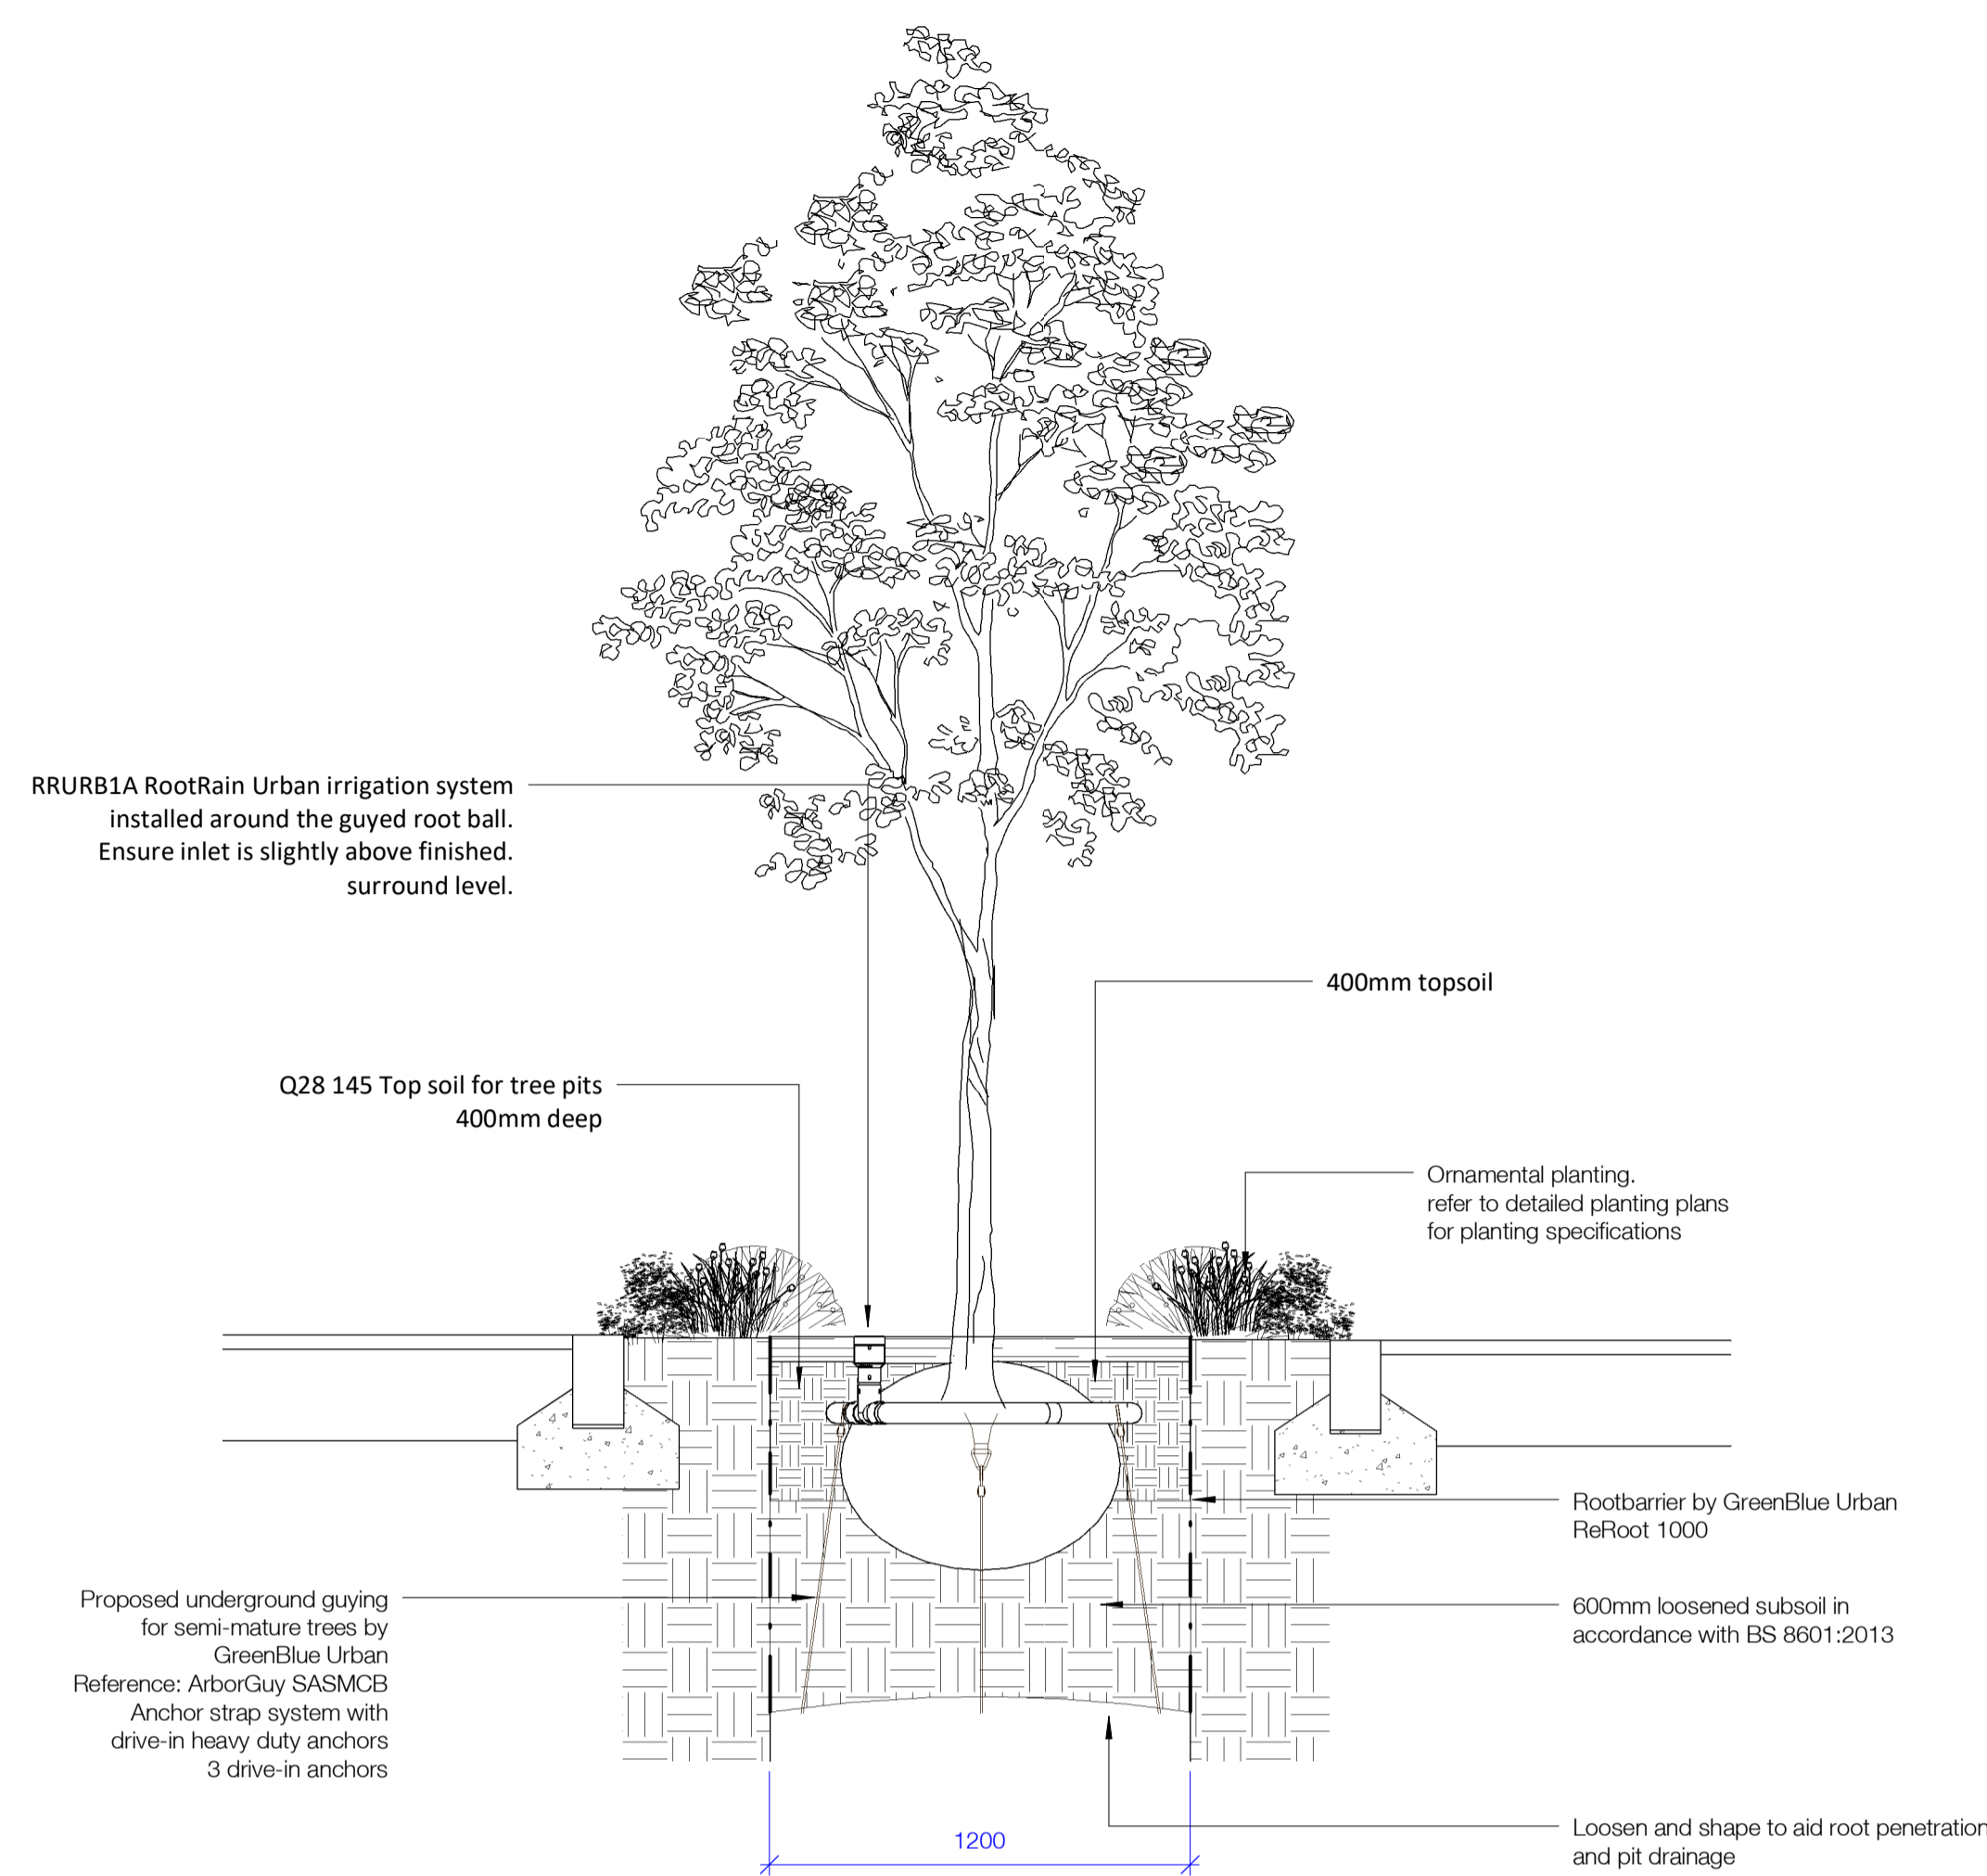 RRURB1A RootRain Urban irrigation system
installed around the guyed root ball.
Ensure inlet is slightly above finished.
surround level.
400mm topsoil
Q28 145 Top soil for tree pits
400mm deep
Ornamental planting.
refer to detailed planting plans
for planting specifications
Rootbarrier by GreenBlue Urban
ReRoot 1000
Proposed underground guying
for semi-mature trees by
GreenBlue Urban
Reference: ArborGuy SASMCB
Anchor strap system with
drive-in heavy duty anchors
3 drive-in anchors
600mm loosened subsoil in
accordance with BS 8601:2013
1200
Loosen and shape to aid root penetration
and pit drainage